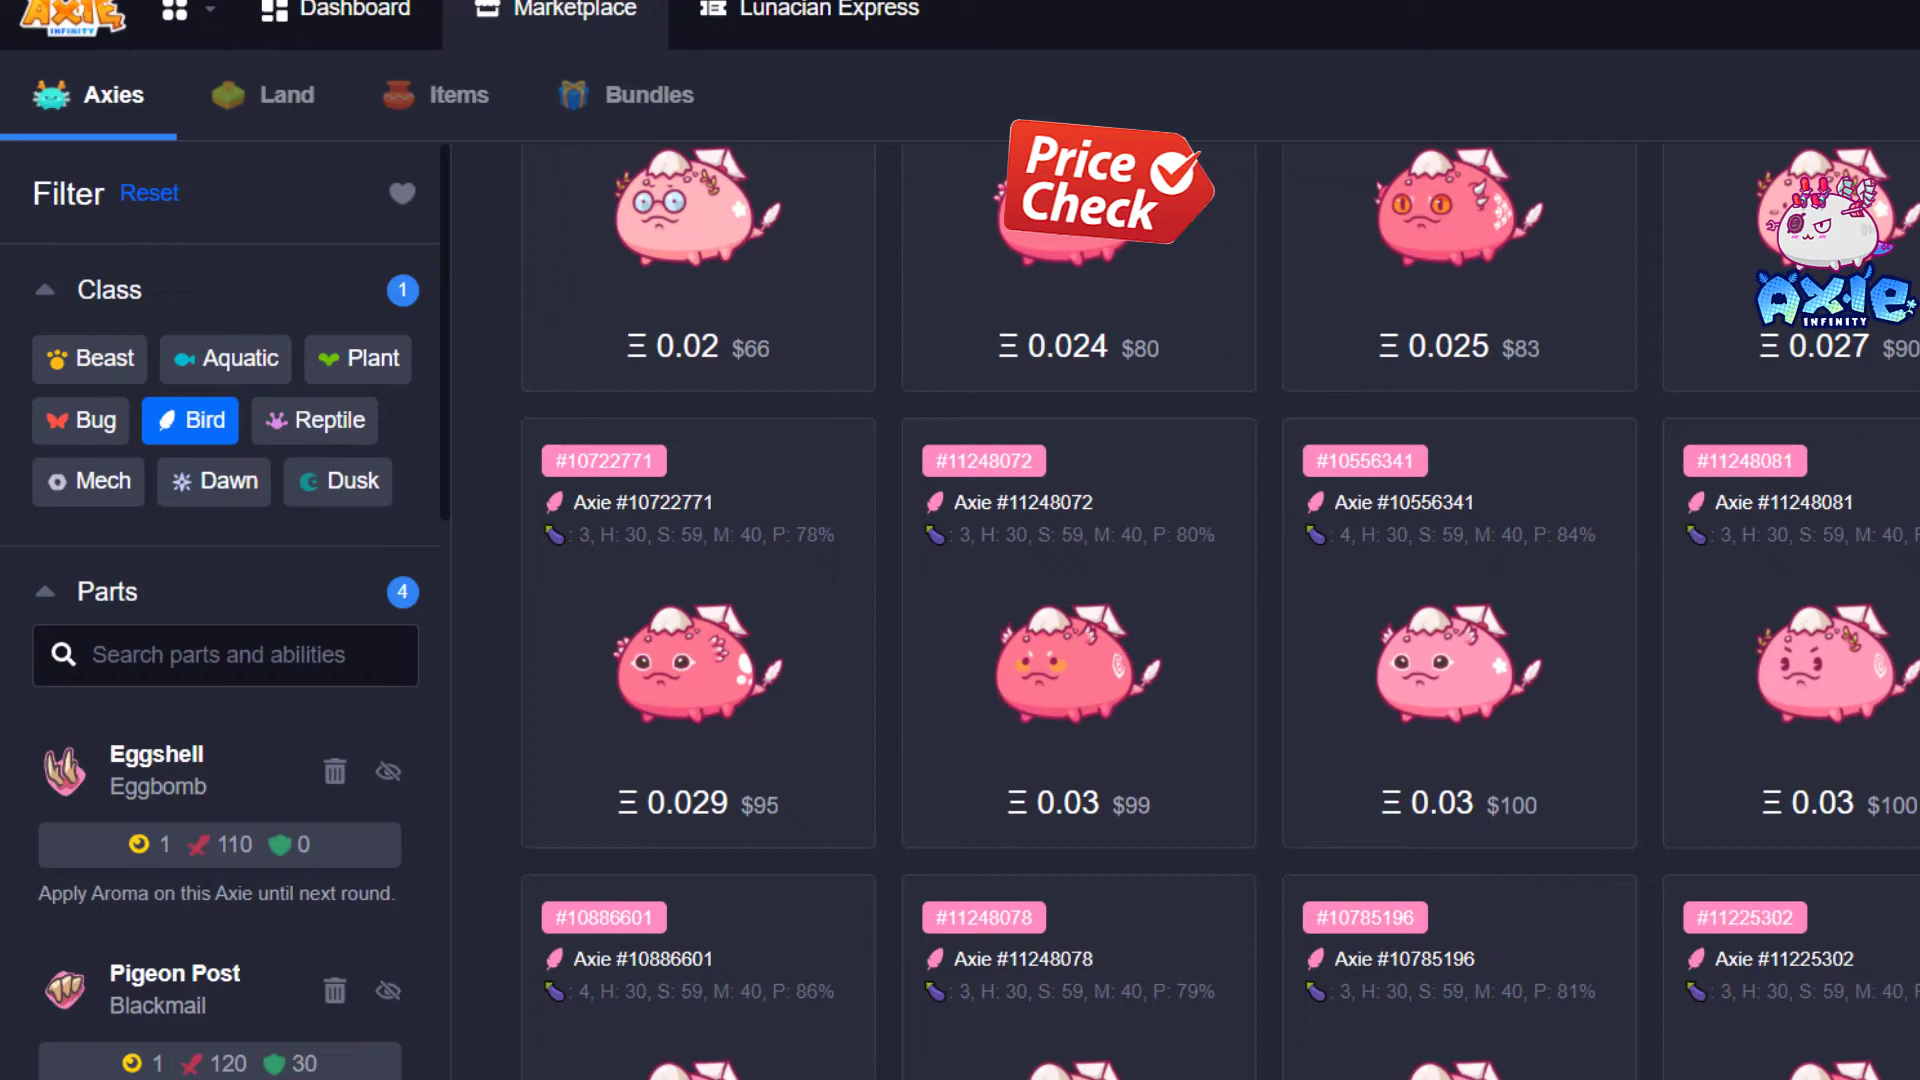 AXIE
INFINITY
Dashboard
Marketplace
Lunacian Express
Axies
Land
Items
Bundles
Filter
Reset
Class
1
Beast
Aquatic
Plant
Bug
Bird
Reptile
Mech
Dawn
Dusk
Parts
4
Search parts and abilities
Eggshell
Eggbomb
1 110 0
Apply Aroma on this Axie until next round.
Pigeon Post
Blackmail
1 120 30
Price
Check
AXIE
INFINITY
Ξ 0.02 $66
Ξ 0.024 $80
Ξ 0.025 $83
Ξ 0.027 $90
#10722771
Axie #10722771
: 3, H: 30, S: 59, M: 40, P: 78%
Ξ 0.029 $95
#11248072
Axie #11248072
: 3, H: 30, S: 59, M: 40, P: 80%
Ξ 0.03 $99
#10556341
Axie #10556341
: 4, H: 30, S: 59, M: 40, P: 84%
Ξ 0.03 $100
#11248081
Axie #11248081
: 3, H: 30, S: 59, M: 40,
Ξ 0.03 $100
#10886601
Axie #10886601
: 4, H: 30, S: 59, M: 40, P: 86%
#11248078
Axie #11248078
: 3, H: 30, S: 59, M: 40, P: 79%
#10785196
Axie #10785196
: 3, H: 30, S: 59, M: 40, P: 81%
#11225302
Axie #11225302
: 3, H: 30, S: 59, M: 40,